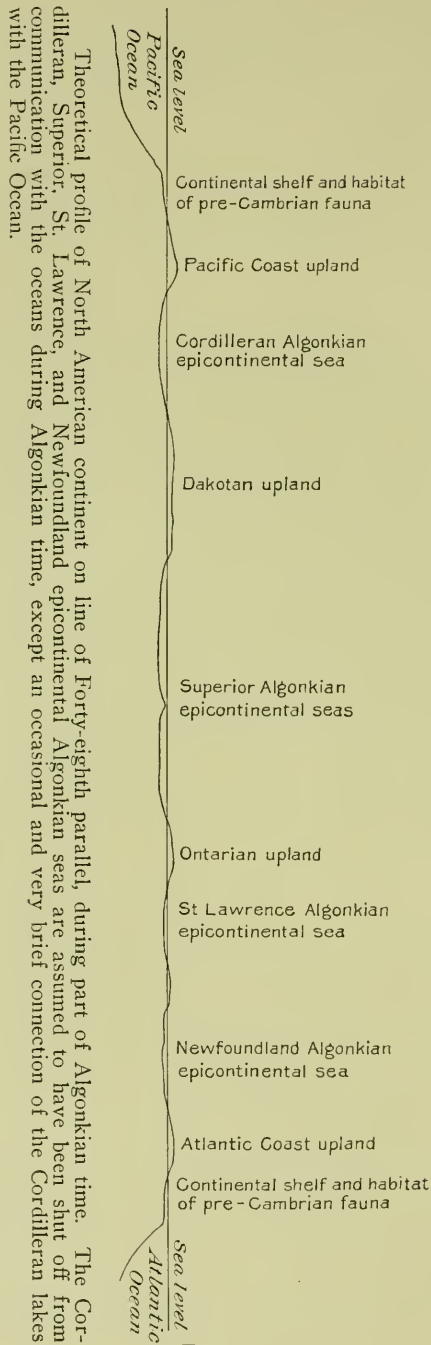 Sea level
Pacific
Ocean
Continental shelf and habitat
of pre-Cambrian fauna
Pacific Coast upland
Cordilleran Algonkian
epicontinental sea
Dakotan upland
Superior Algonkian
epicontinental seas
Ontarian upland
St Lawrence Algonkian
epicontinental sea
Newfoundland Algonkian
epicontinental sea
Atlantic Coast upland
Continental shelf and habitat
of pre-Cambrian fauna
Sea level
Atlantic
Ocean
Theoretical profile of North American continent on line of Forty-eighth parallel, during part of Algonkian time. The Cor-
dilleran, Superior, St. Lawrence, and Newfoundland epicontinental Algonkian seas are assumed to have been shut off from
communication with the oceans during Algonkian time, except an occasional and very brief connection of the Cordilleran lakes
with the Pacific Ocean.